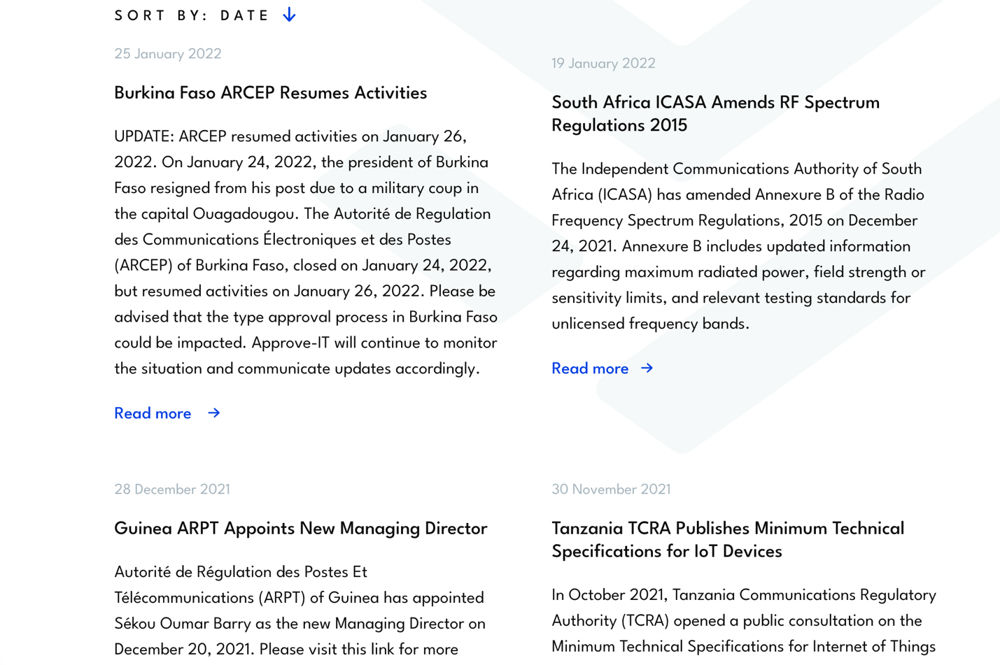 SORT BY: DATE
25 January 2022
Burkina Faso ARCEP Resumes Activities
UPDATE: ARCEP resumed activities on January 26,
2022. On January 24, 2022, the president of Burkina
Faso resigned from his post due to a military coup in
the capital Ouagadougou. The Autorité de Regulation
des Communications Électroniques et des Postes
(ARCEP) of Burkina Faso, closed on January 24, 2022,
but resumed activities on January 26, 2022. Please be
advised that the type approval process in Burkina Faso
could be impacted. Approve-IT will continue to monitor
the situation and communicate updates accordingly.
Read more
19 January 2022
South Africa ICASA Amends RF Spectrum
Regulations 2015
The Independent Communications Authority of South
Africa (ICASA) has amended Annexure B of the Radio
Frequency Spectrum Regulations, 2015 on December
24, 2021. Annexure B includes updated information
regarding maximum radiated power, field strength or
sensitivity limits, and relevant testing standards for
unlicensed frequency bands.
Read more
28 December 2021
Guinea ARPT Appoints New Managing Director
Autorité de Régulation des Postes Et
Télécommunications (ARPT) of Guinea has appointed
Sékou Oumar Barry as the new Managing Director on
December 20, 2021. Please visit this link for more
30 November 2021
Tanzania TCRA Publishes Minimum Technical
Specifications for IoT Devices
In October 2021, Tanzania Communications Regulatory
Authority (TCRA) opened a public consultation on the
Minimum Technical Specifications for Internet of Things